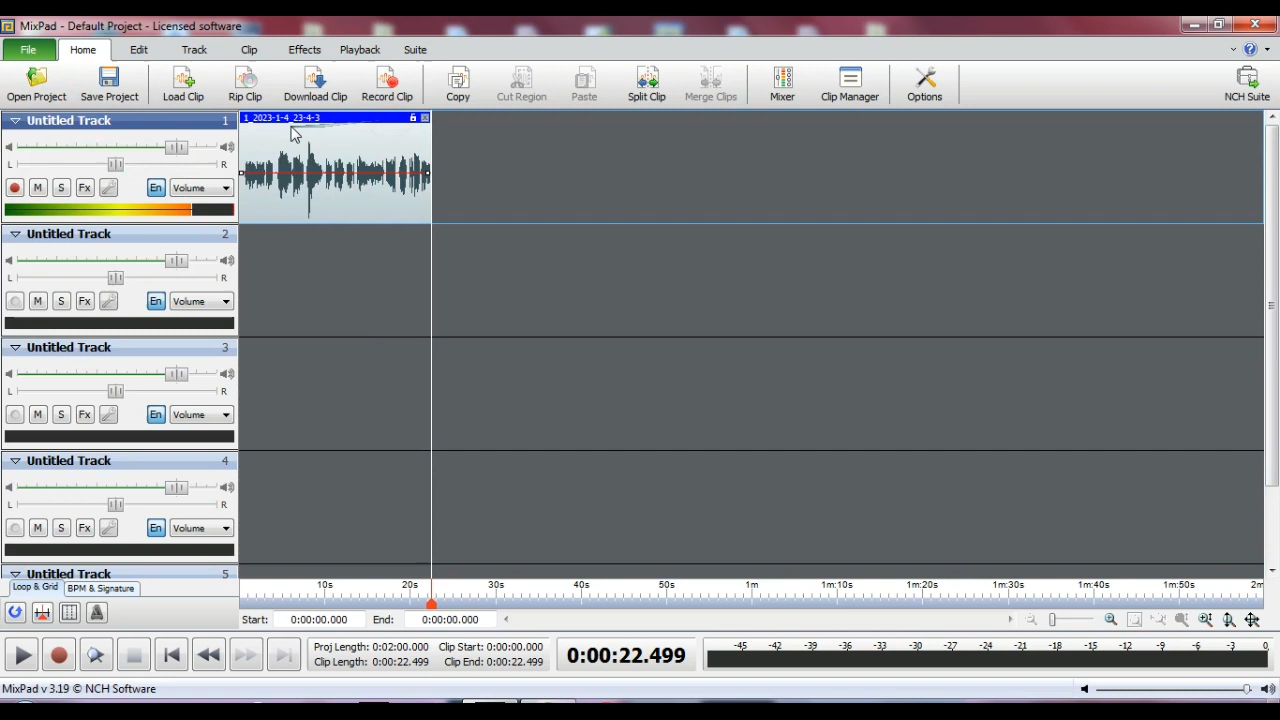 MixPad - Default Project - Licensed software
File Home Edit Track Clip Effects Playback Suite
Open Project Save Project Load Clip Rip Clip Download Clip Record Clip Copy Cut Region Paste Split Clip Merge Clips Mixer Clip Manager Options NCH Suite
Untitled Track 1
1_2023-1-4_23-4-3
L R
M S Fx En Volume
Untitled Track 2
L R
M S Fx En Volume
Untitled Track 3
L R
M S Fx En Volume
Untitled Track 4
L R
M S Fx En Volume
Untitled Track 5
Loop & Grid BPM & Signature
10s 20s 30s 40s 50s 1m 1m:10s 1m:20s 1m:30s 1m:40s 1m:50s 2m
Start: 0:00:00.000 End: 0:00:00.000
Proj Length: 0:02:00.000 Clip Start: 0:00:00.000
Clip Length: 0:00:22.499 Clip End: 0:00:22.499
0:00:22.499
-45 -42 -39 -36 -33 -30 -27 -24 -21 -18 -15 -12 -9 -6 -3 0
MixPad v 3.19 © NCH Software